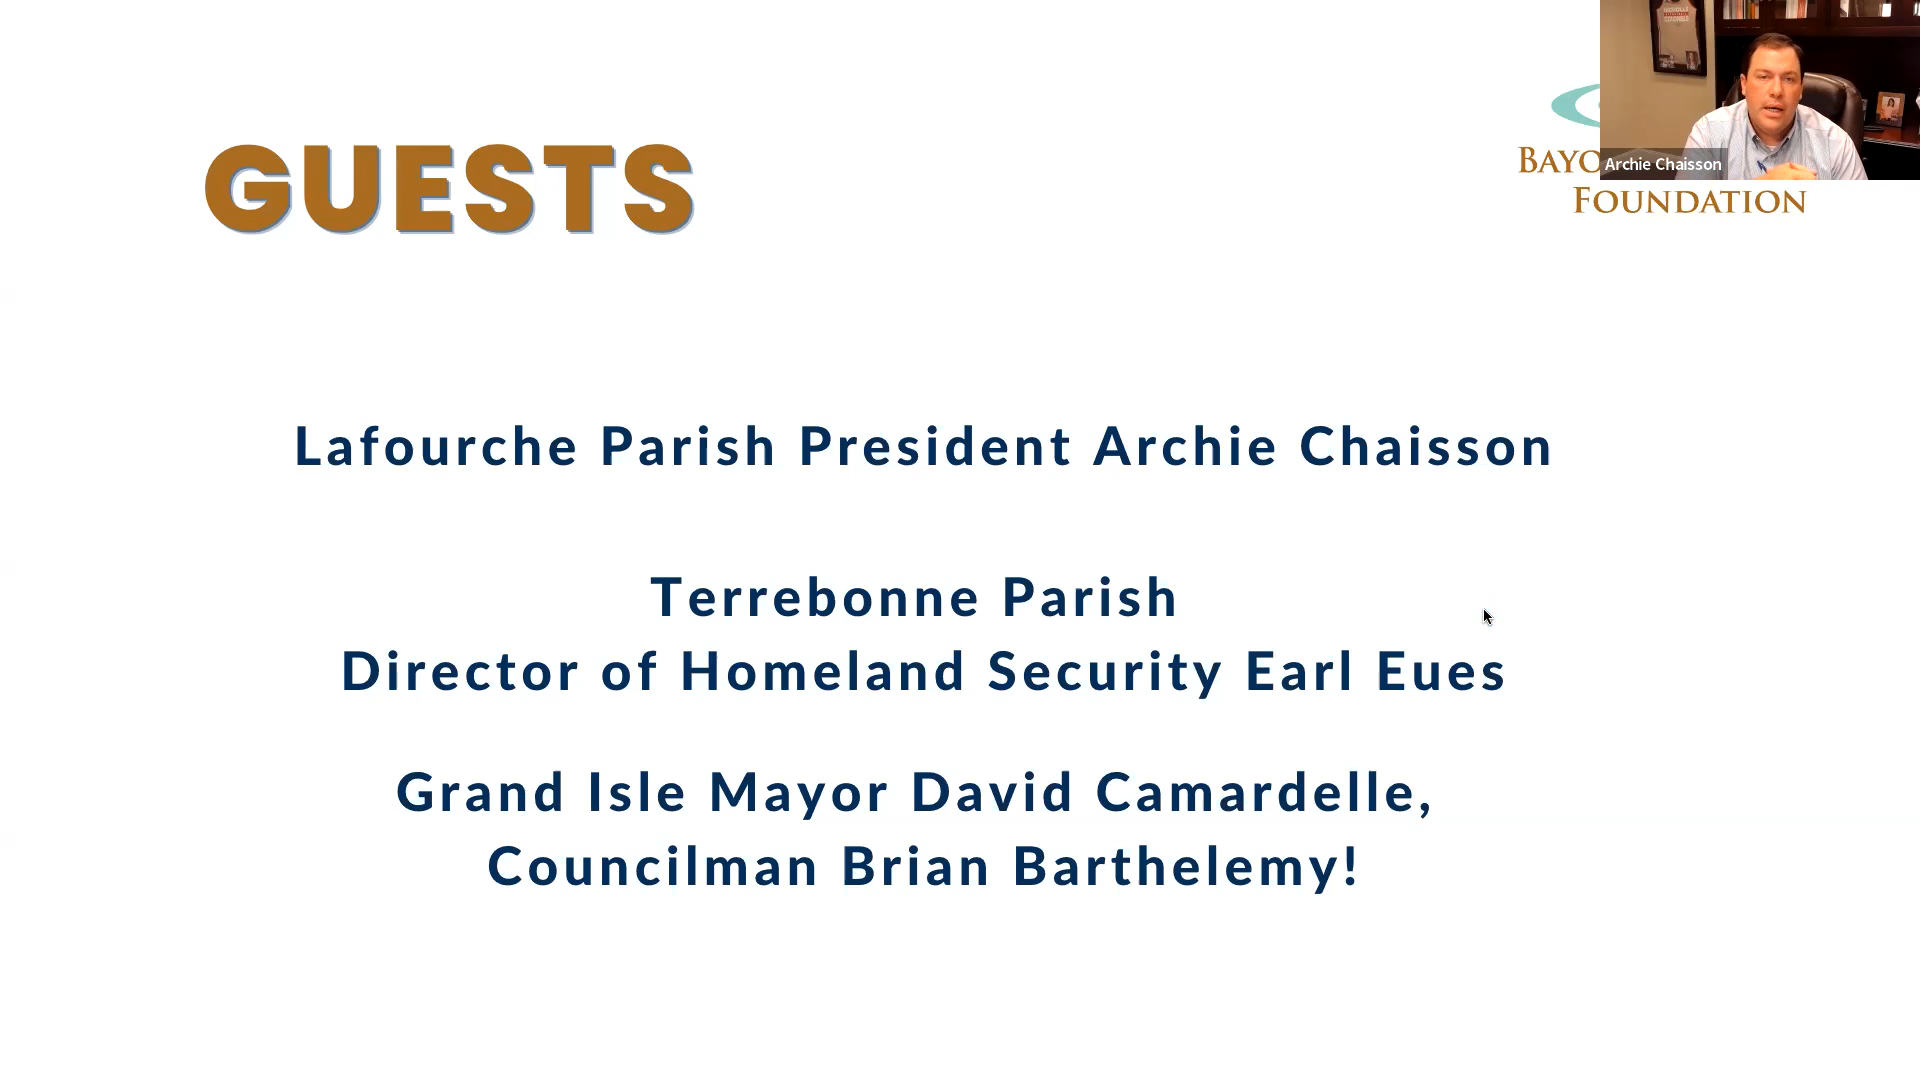 GUESTS
BAYO
FOUNDATION
Archie Chaisson
Lafourche Parish President Archie Chaisson
Terrebonne Parish
Director of Homeland Security Earl Eues
Grand Isle Mayor David Camardelle,
Councilman Brian Barthelemy!